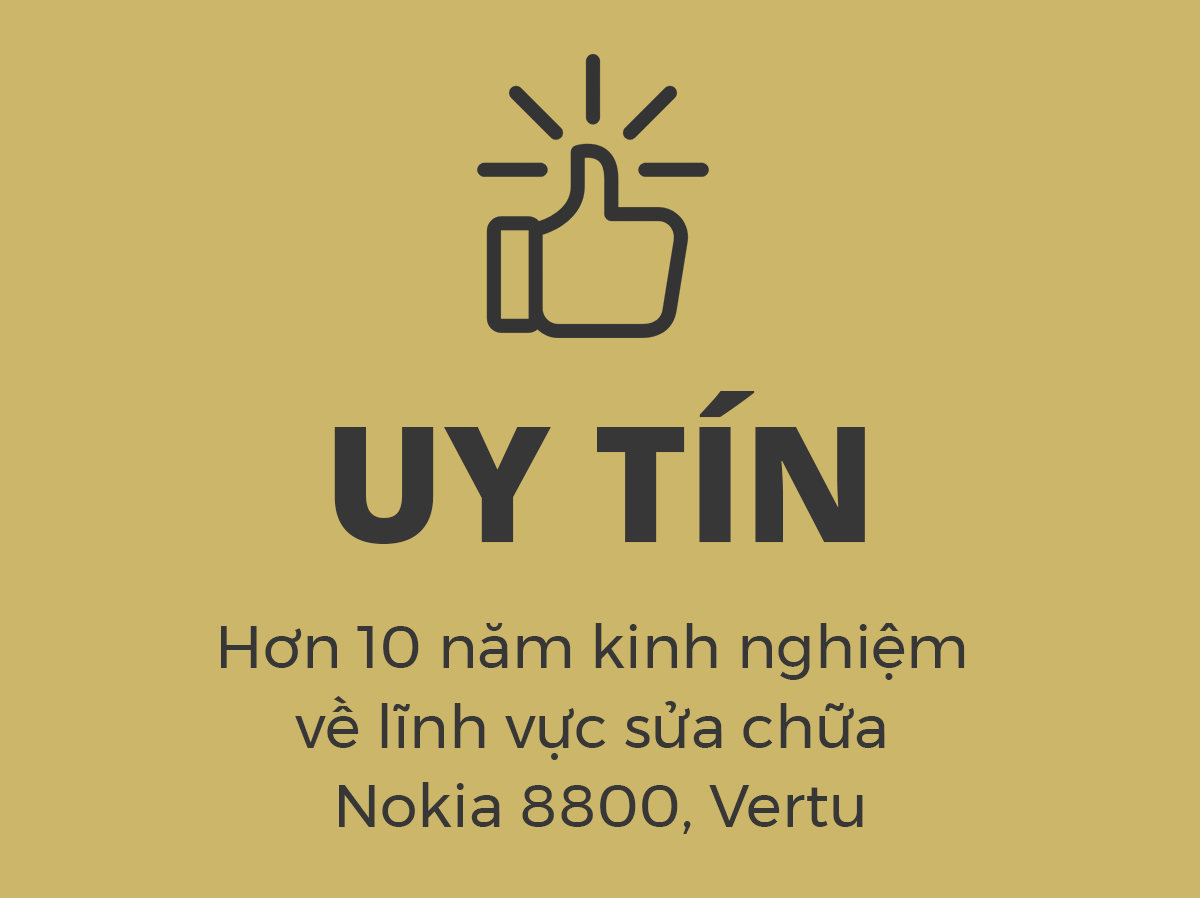 UY TÍN
Hơn 10 năm kinh nghiệm
về lĩnh vực sửa chữa
Nokia 8800, Vertu